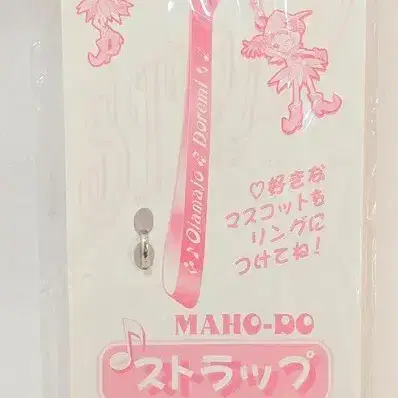 ♪Ojamajo Doremi♪
♡好きな
マスコットも
リングに
つけてね!
MAHO-DO
ストラップ